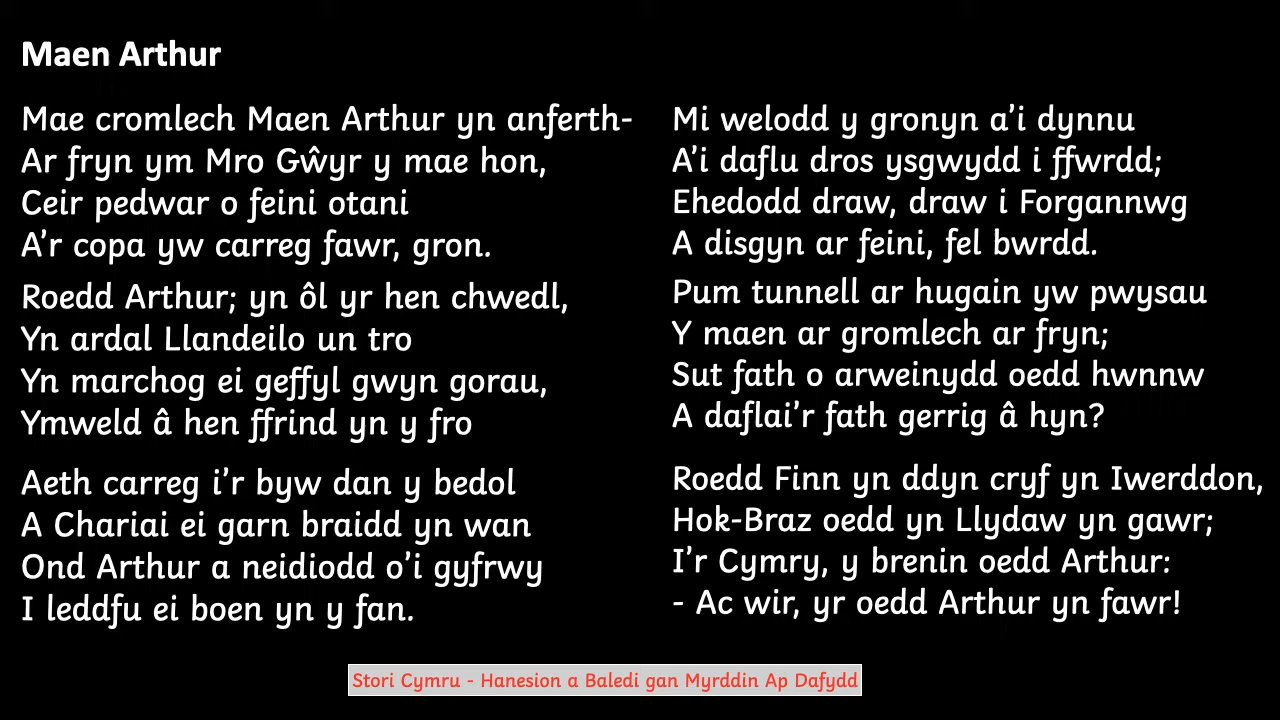 Maen Arthur
Mae cromlech Maen Arthur yn anferth-
Ar fryn ym Mro Gŵyr y mae hon,
Ceir pedwar o feini otani
A’r copa yw carreg fawr, gron.
Roedd Arthur; yn ôl yr hen chwedl,
Yn ardal Llandeilo un tro
Yn marchog ei geffyl gwyn gorau,
Ymweld â hen ffrind yn y fro
Aeth carreg i’r byw dan y bedol
A Chariai ei garn braidd yn wan
Ond Arthur a neidiodd o’i gyfrwy
I leddfu ei boen yn y fan.
Mi welodd y gronyn a’i dynnu
A’i daflu dros ysgwydd i ffwrdd;
Ehedodd draw, draw i Forgannwg
A disgyn ar feini, fel bwrdd.
Pum tunnell ar hugain yw pwysau
Y maen ar gromlech ar fryn;
Sut fath o arweinydd oedd hwnnw
A daflai’r fath gerrig â hyn?
Roedd Finn yn ddyn cryf yn Iwerddon,
Hok-Braz oedd yn Llydaw yn gawr;
I’r Cymry, y brenin oedd Arthur:
- Ac wir, yr oedd Arthur yn fawr!
Stori Cymru - Hanesion a Baledi gan Myrddin Ap Dafydd